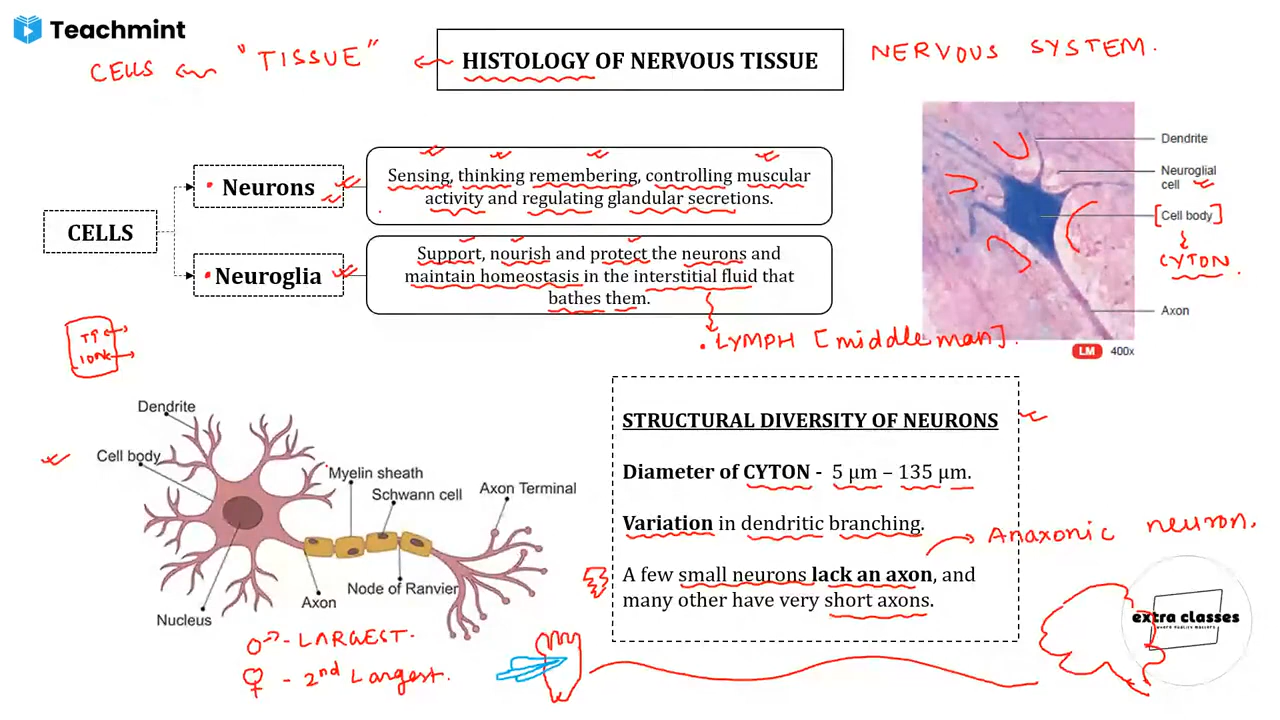 Teachmint
CELLS
"TISSUE"
HISTOLOGY OF NERVOUS TISSUE
NERVOUS SYSTEM.
CELLS
Neurons
Sensing, thinking remembering, controlling muscular
activity and regulating glandular secretions.
Neuroglia
Support, nourish and protect the neurons and
maintain homeostasis in the interstitial fluid that
bathes them.
LYMPH [middle man].
Dendrite
Neuroglial
cell
[Cell body]
CYTON.
Axon
LM 400x
Dendrite
Cell body
Myelin sheath
Schwann cell
Axon Terminal
Node of Ranvier
Axon
Nucleus
- LARGEST.
- 2nd Largest.
STRUCTURAL DIVERSITY OF NEURONS
Diameter of CYTON - 5 µm – 135 µm.
Variation in dendritic branching.
Anaxonic neuron.
A few small neurons lack an axon, and
many other have very short axons.
extra classes